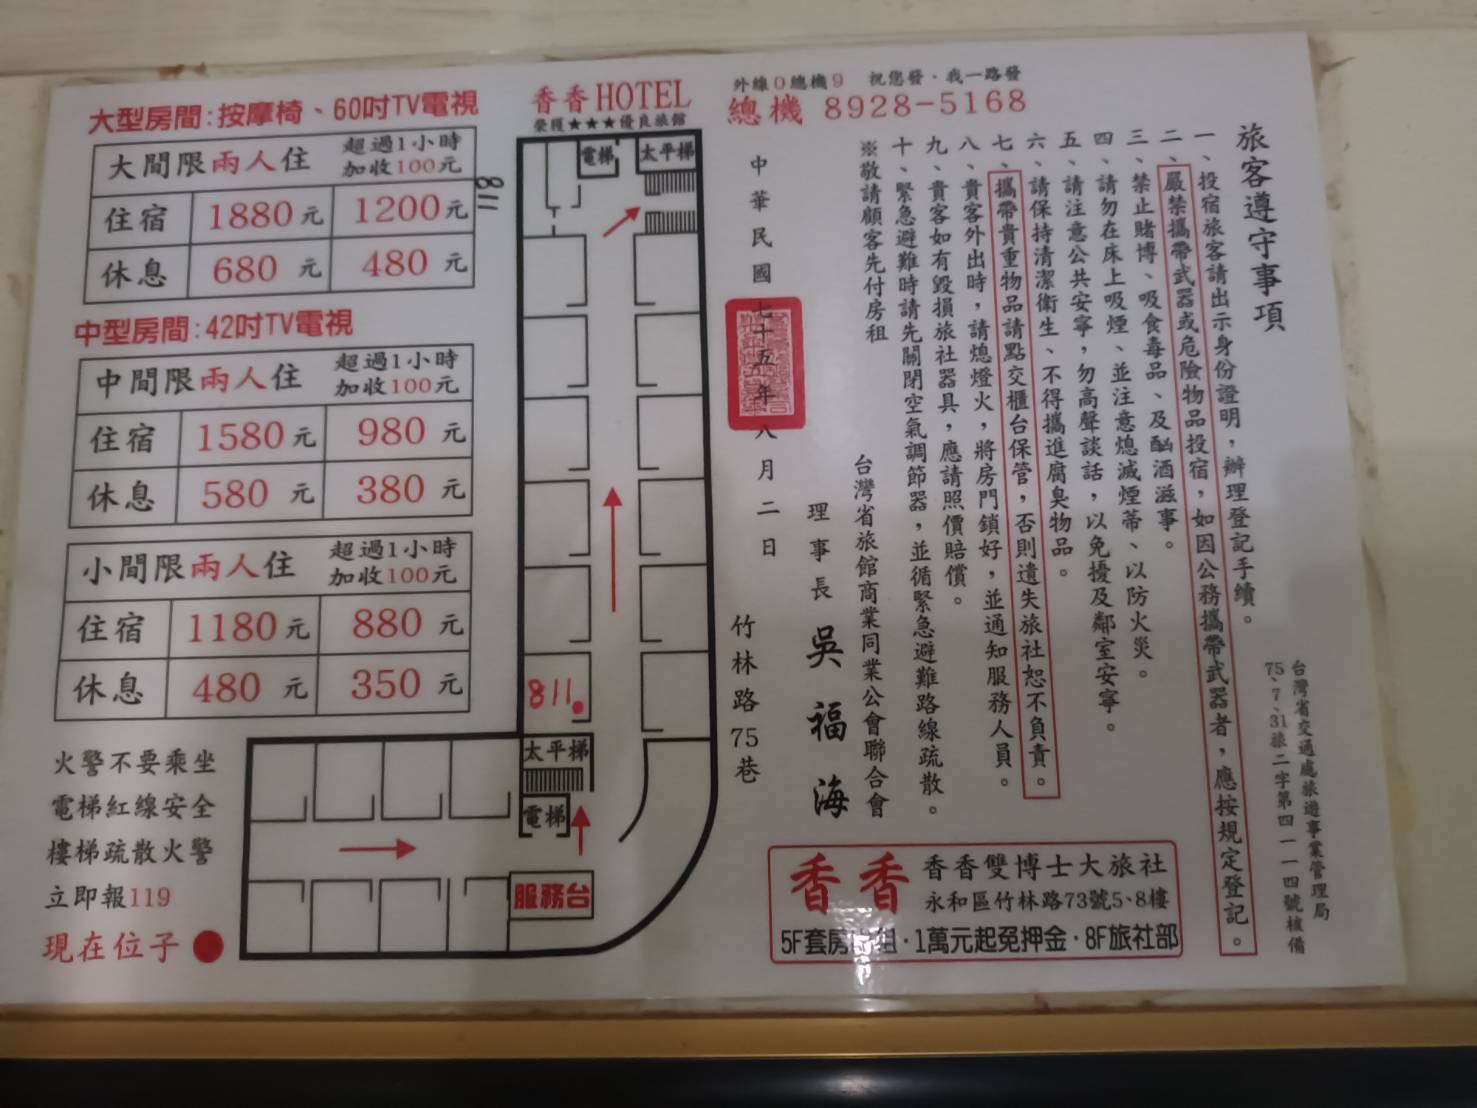 大型房間:按摩椅、60吋TV電視
大間限兩人住 超過1小時加收100元
住宿 1880元 1200元
休息 680元 480元
811
中型房間:42吋TV電視
中間限兩人住 超過1小時加收100元
住宿 1580元 980元
休息 580元 380元
小間限兩人住 超過1小時加收100元
住宿 1180元 880元
休息 480元 350元
火警不要乘坐
電梯紅線安全
樓梯疏散火警
立即報119
現在位子
香香HOTEL
榮獲★★★優良旅館
電梯
太平梯
811.
太平梯
電梯
服務台
外線0總機9 祝您發·我一路發
總機 8928-5168
旅客遵守事項
一、投宿旅客請出示身份證明，辦理登記手續。
二、嚴禁攜帶武器或危險物品投宿，如因公務攜帶武器者，應按規定登記。
三、禁止賭博、吸食毒品、及酗酒滋事。
四、請勿在床上吸煙、並注意熄滅煙蒂、以防火災。
五、請注意公共安寧，勿高聲談話，以免擾及鄰室安寧。
六、請保持清潔衛生、不得攜進腐臭物品。
七、攜帶貴重物品請點交櫃台保管，否則遺失旅社恕不負責。
八、貴客外出時，請熄燈火，將房門鎖好，並通知服務人員。
九、貴客如有毀損旅社器具，應請照價賠償。
十、緊急避難時請先關閉空氣調節器，並循緊急避難路線疏散。
※敬請顧客先付房租
台灣省旅館商業同業公會聯合會
理事長 吳福海
中華民國七十五年八月二日
竹林路75巷
台灣省交通處旅遊事業管理局
75、7、31旅二字第四一一四號核備
香香 香香雙博士大旅社
永和區竹林路73號5、8樓
5F套房出租·1萬元起免押金·8F旅社部